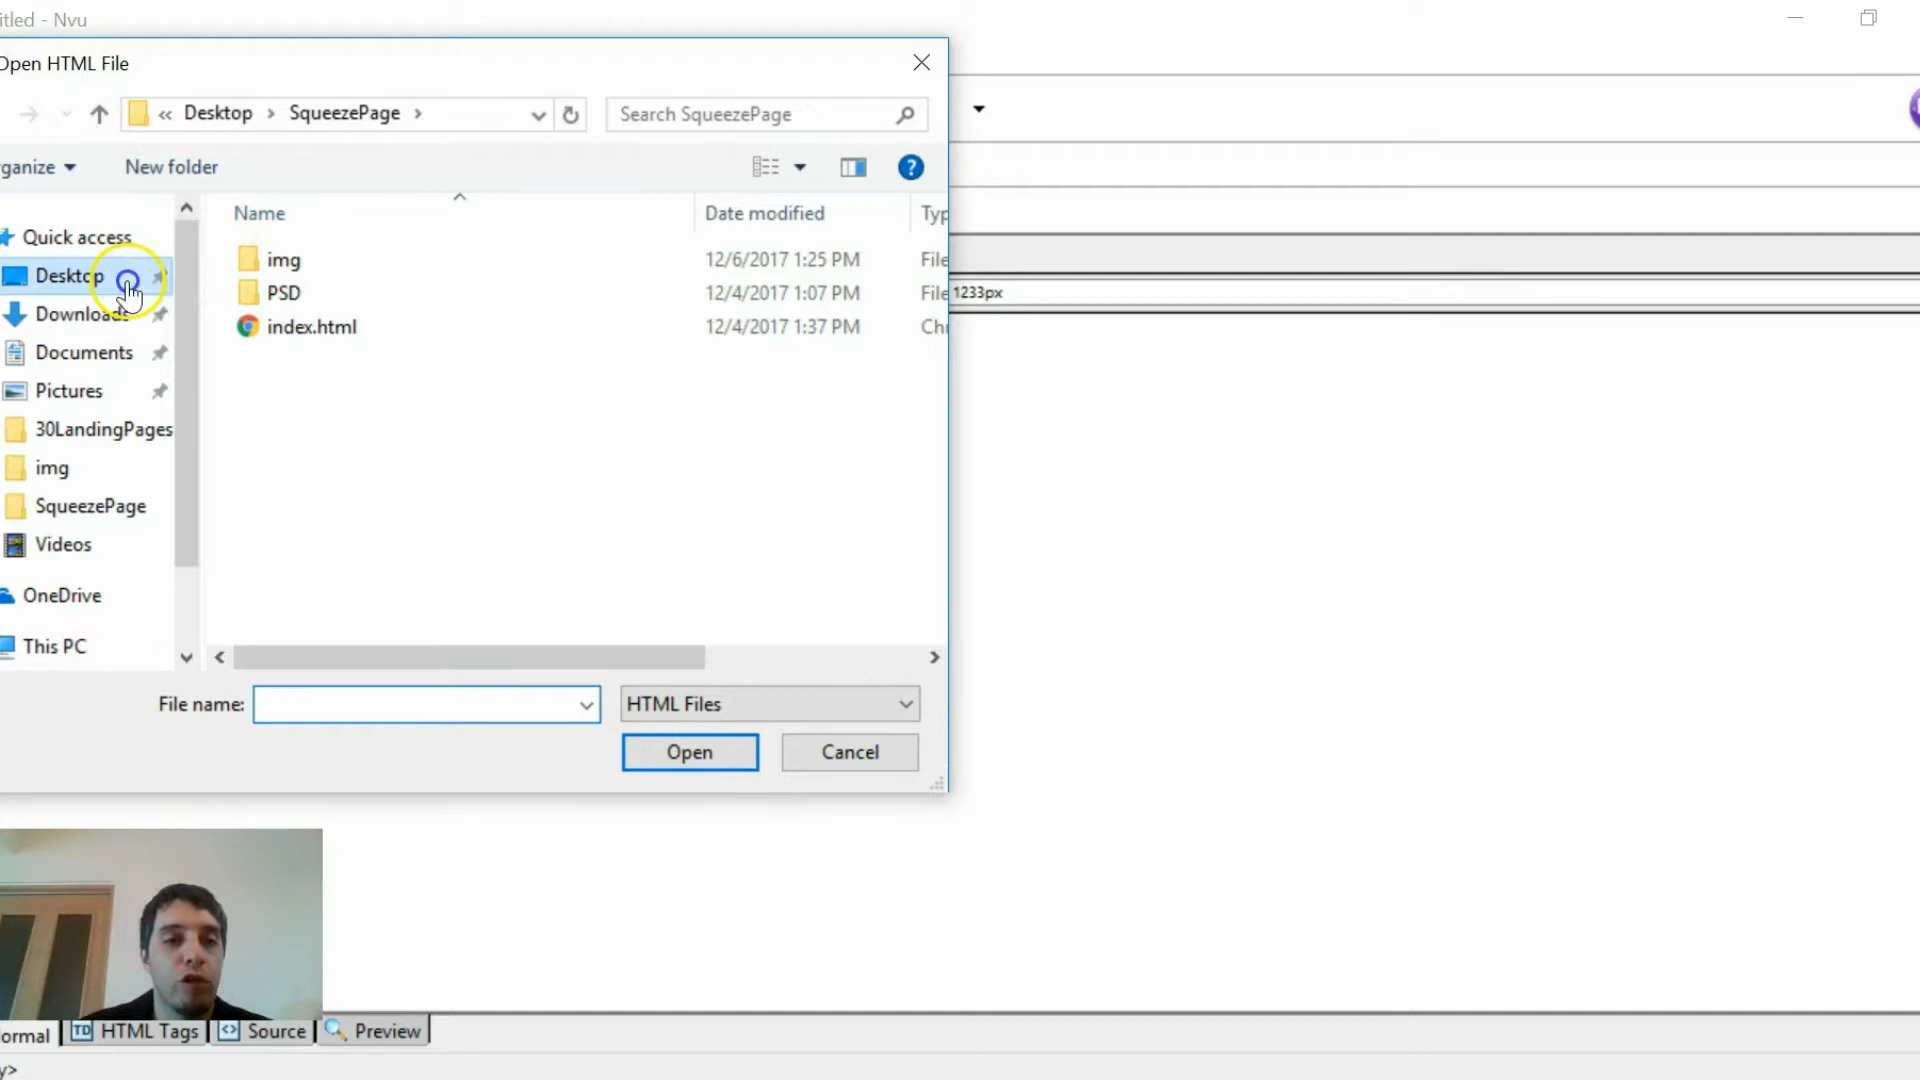 itled - Nvu
Open HTML File
« Desktop > SqueezePage >
Search SqueezePage
rganize
New folder
Name
Date modified
Typ
Quick access
Desktop
Downloads
Documents
Pictures
30LandingPages
img
SqueezePage
Videos
OneDrive
This PC
img 12/6/2017 1:25 PM File
PSD 12/4/2017 1:07 PM File
index.html 12/4/2017 1:37 PM Chr
1233px
File name:
HTML Files
Open
Cancel
ormal
TD HTML Tags
<> Source
Preview
y>